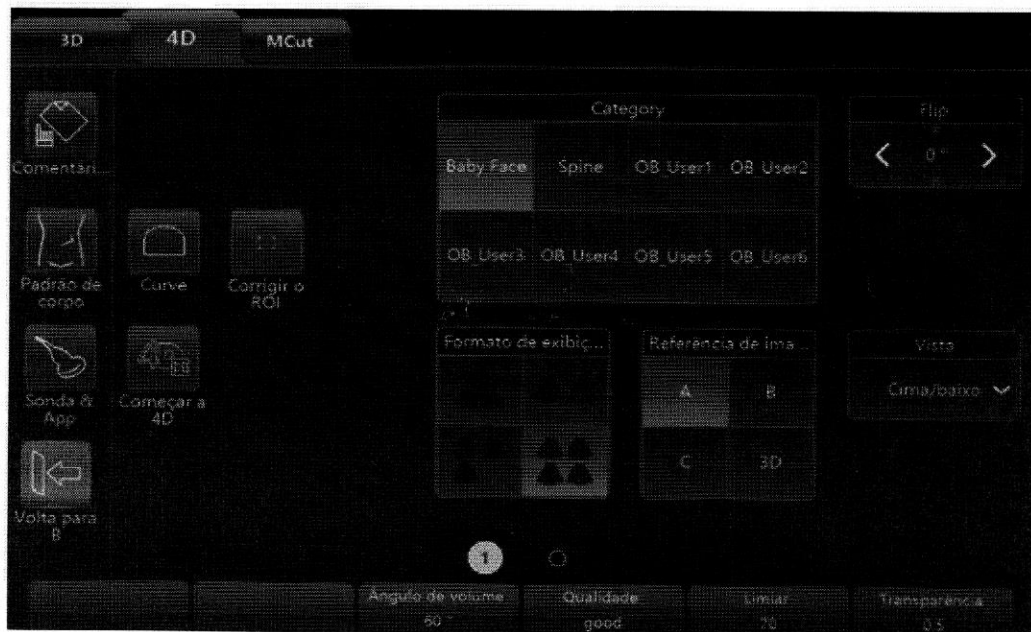 3D
4D
MCut
Comentári...
Padrão de
corpo
Curve
Corrigir o
ROI
Sonda &
App
Começar a
4D
Volta para
B
Category
Baby Face
Spine
OB_User1
OB_User2
OB_User3
OB_User4
OB_User5
OB_User6
Flip
0°
Formato de exibiç...
Referência de ima...
A
B
C
3D
Vista
Cima/baixo
1
Ângulo de volume
60°
Qualidade
good
Limiar
20
Transparência
0.5